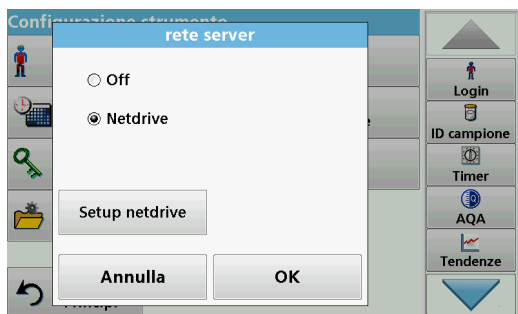 rete server
Off
Netdrive
Setup netdrive
Annulla
OK
Login
ID campione
Timer
AQA
Tendenze